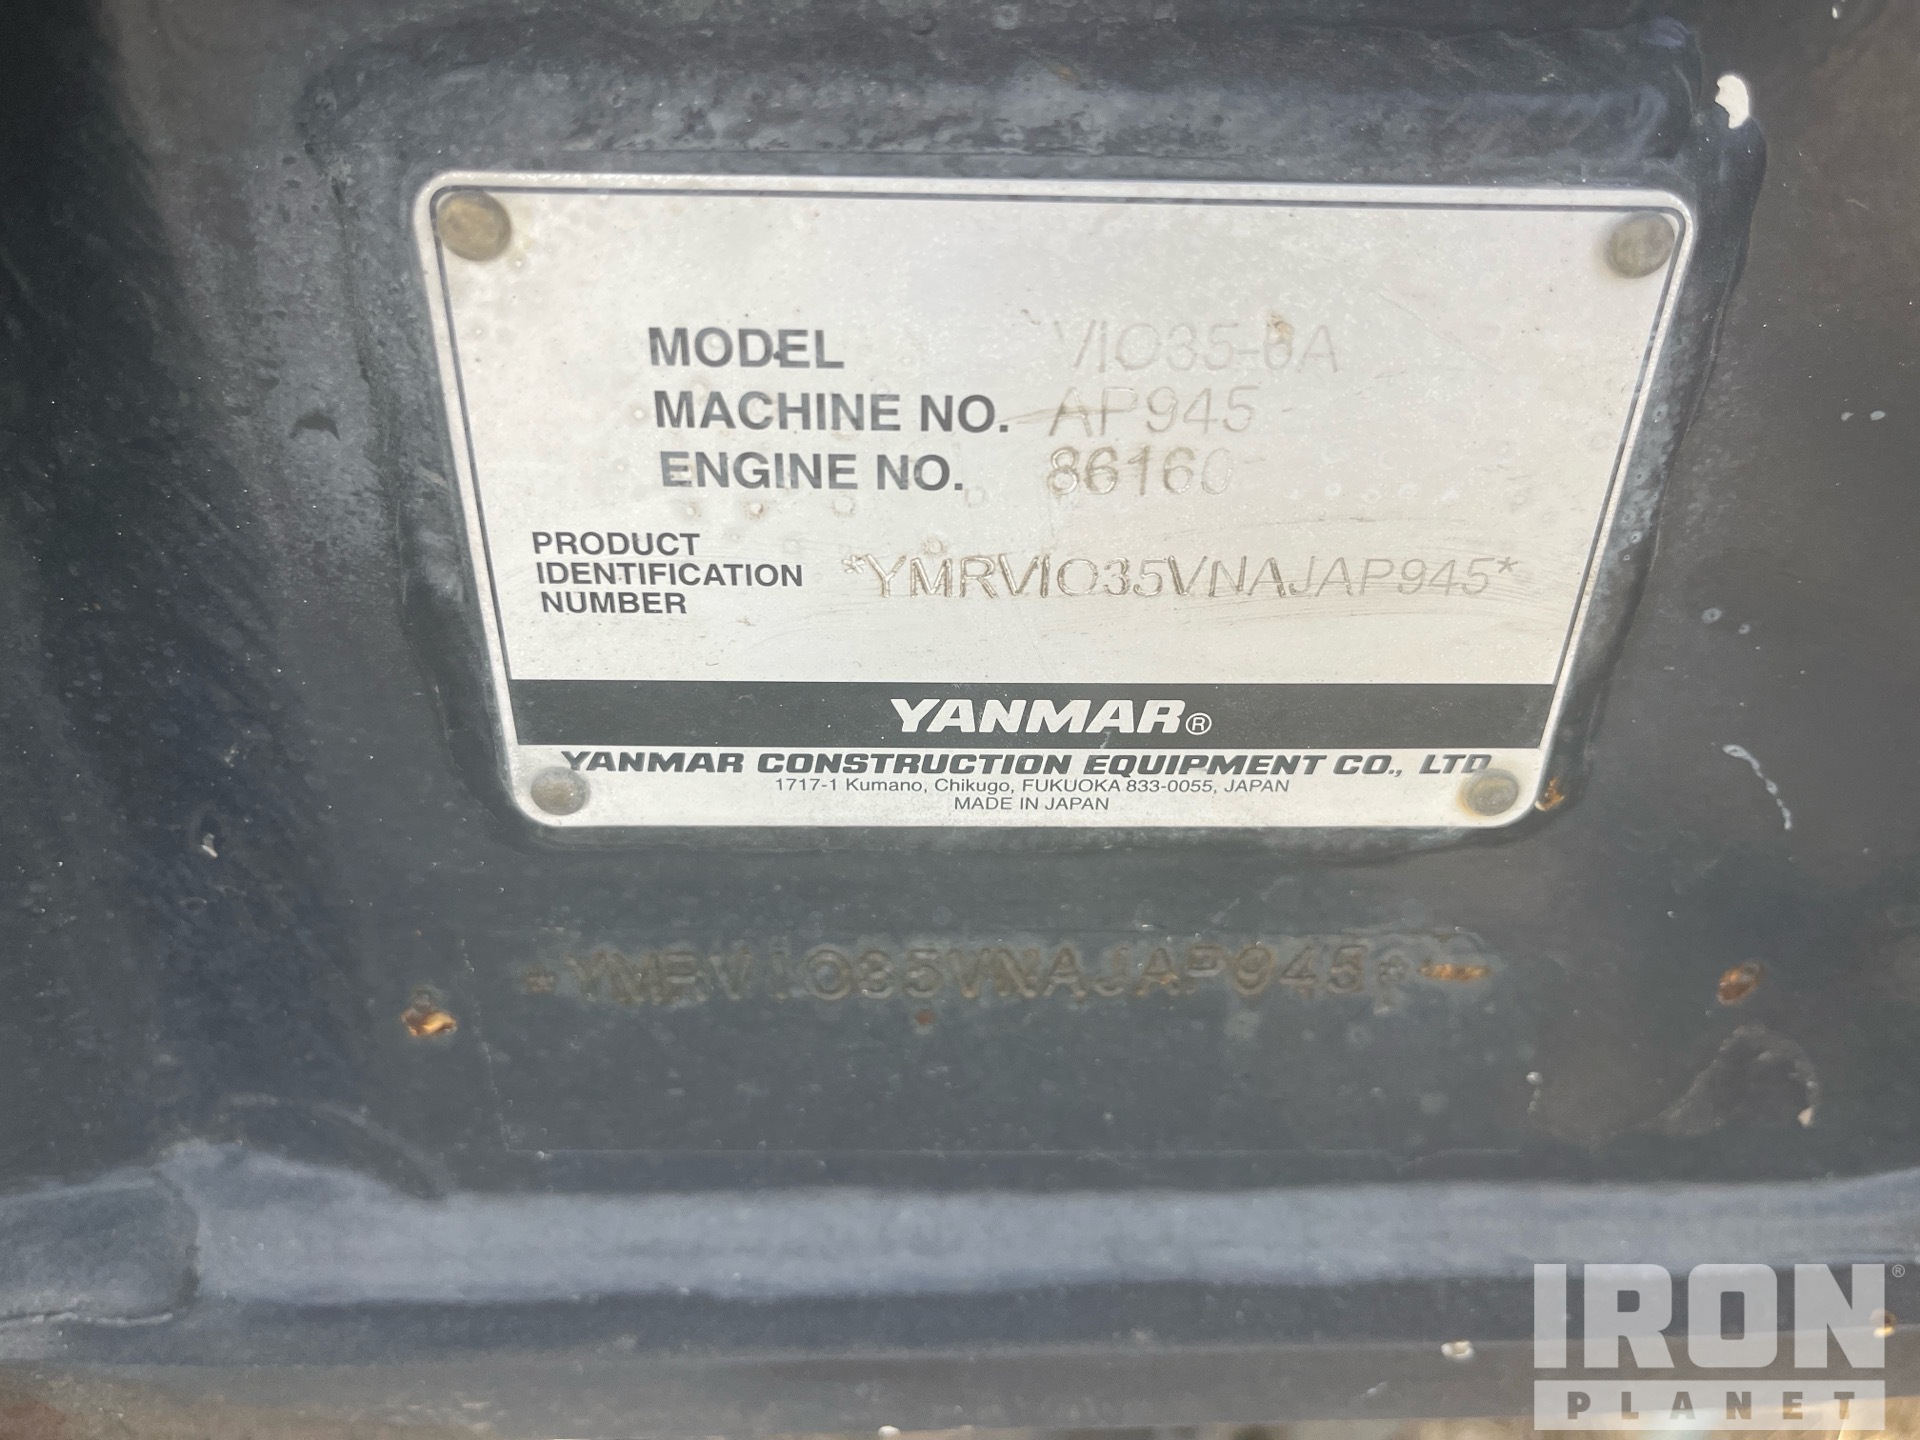 MODEL VIO35-6A
MACHINE NO. AP945
ENGINE NO. 86160
PRODUCT
IDENTIFICATION
NUMBER
*YMRVIO35VNAJAP945*
YANMAR®
YANMAR CONSTRUCTION EQUIPMENT CO., LTD.
1717-1 Kumano, Chikugo, FUKUOKA 833-0055, JAPAN
MADE IN JAPAN
*YMRVIO35VNAJAP945*
IRON®
PLANET